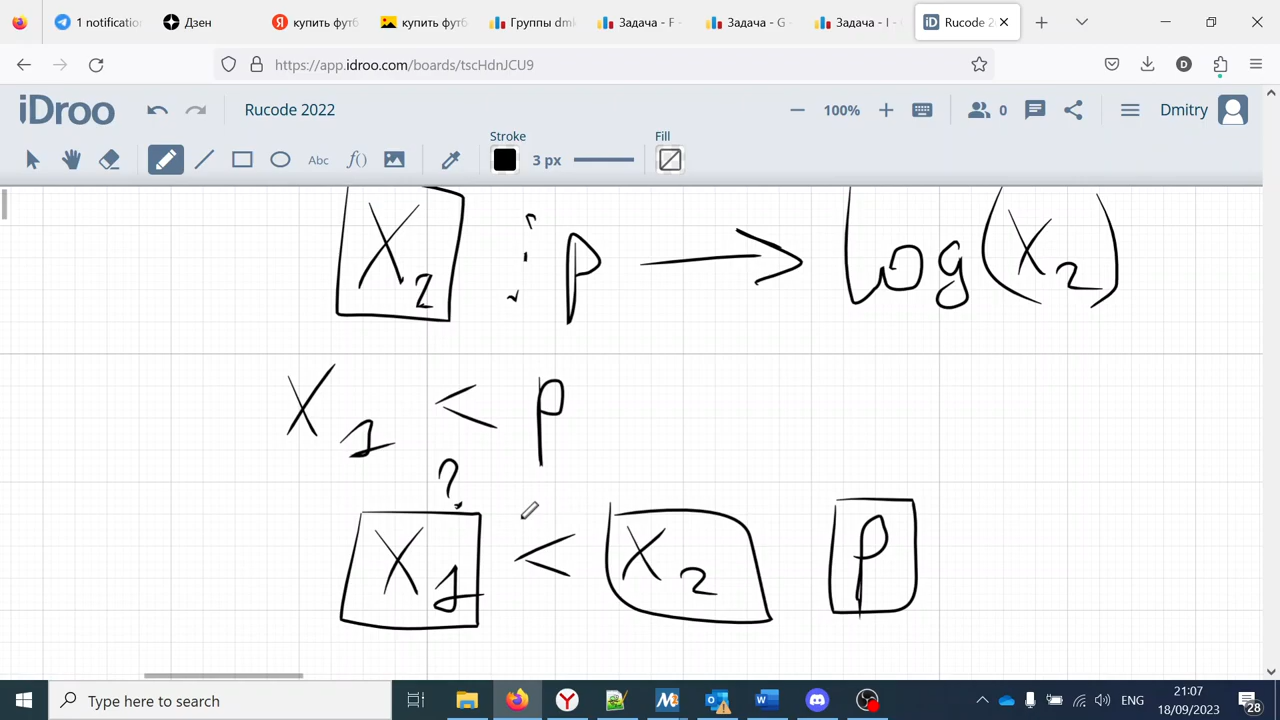 1 notification
Дзен
купить футб
купить футб
Группы dml
Задача - F -
Задача - G -
Задача - I -
Rucode 2
https://app.idroo.com/boards/tscHdnJCU9
iDroo
Rucode 2022
100%
0
Dmitry
Stroke
Fill
Abc
f()
3 px
X₂ ⋮ p → log(X₂)
X₁ < p
?
X₁ < X₂ p
Type here to search
ENG
21:07
18/09/2023
28